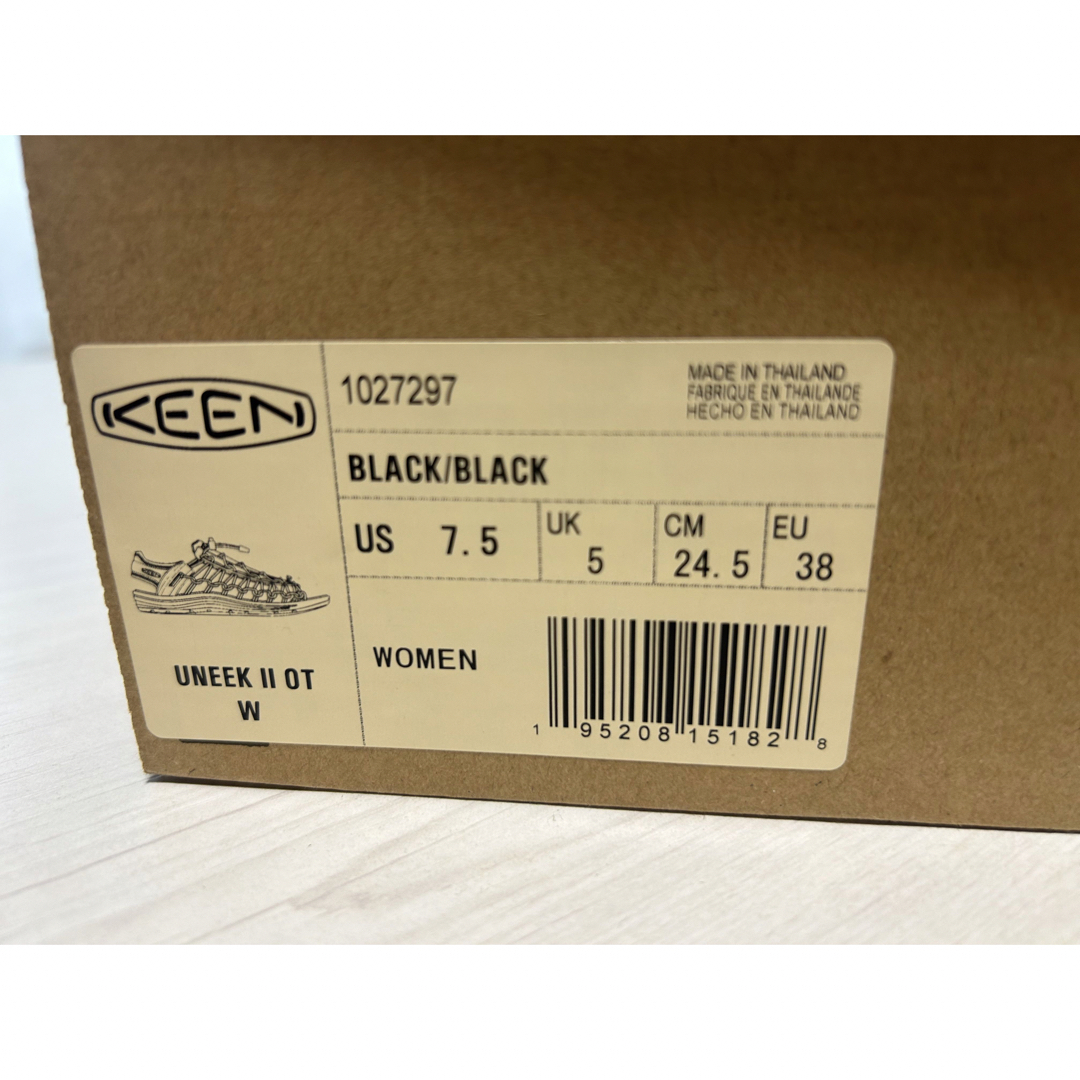 KEEN
1027297
MADE IN THAILAND
FABRIQUE EN THAILANDE
HECHO EN THAILAND
BLACK/BLACK
US 7.5
UK 5
CM 24.5
EU 38
UNEEK II OT
W
WOMEN
1 95208 15182 8